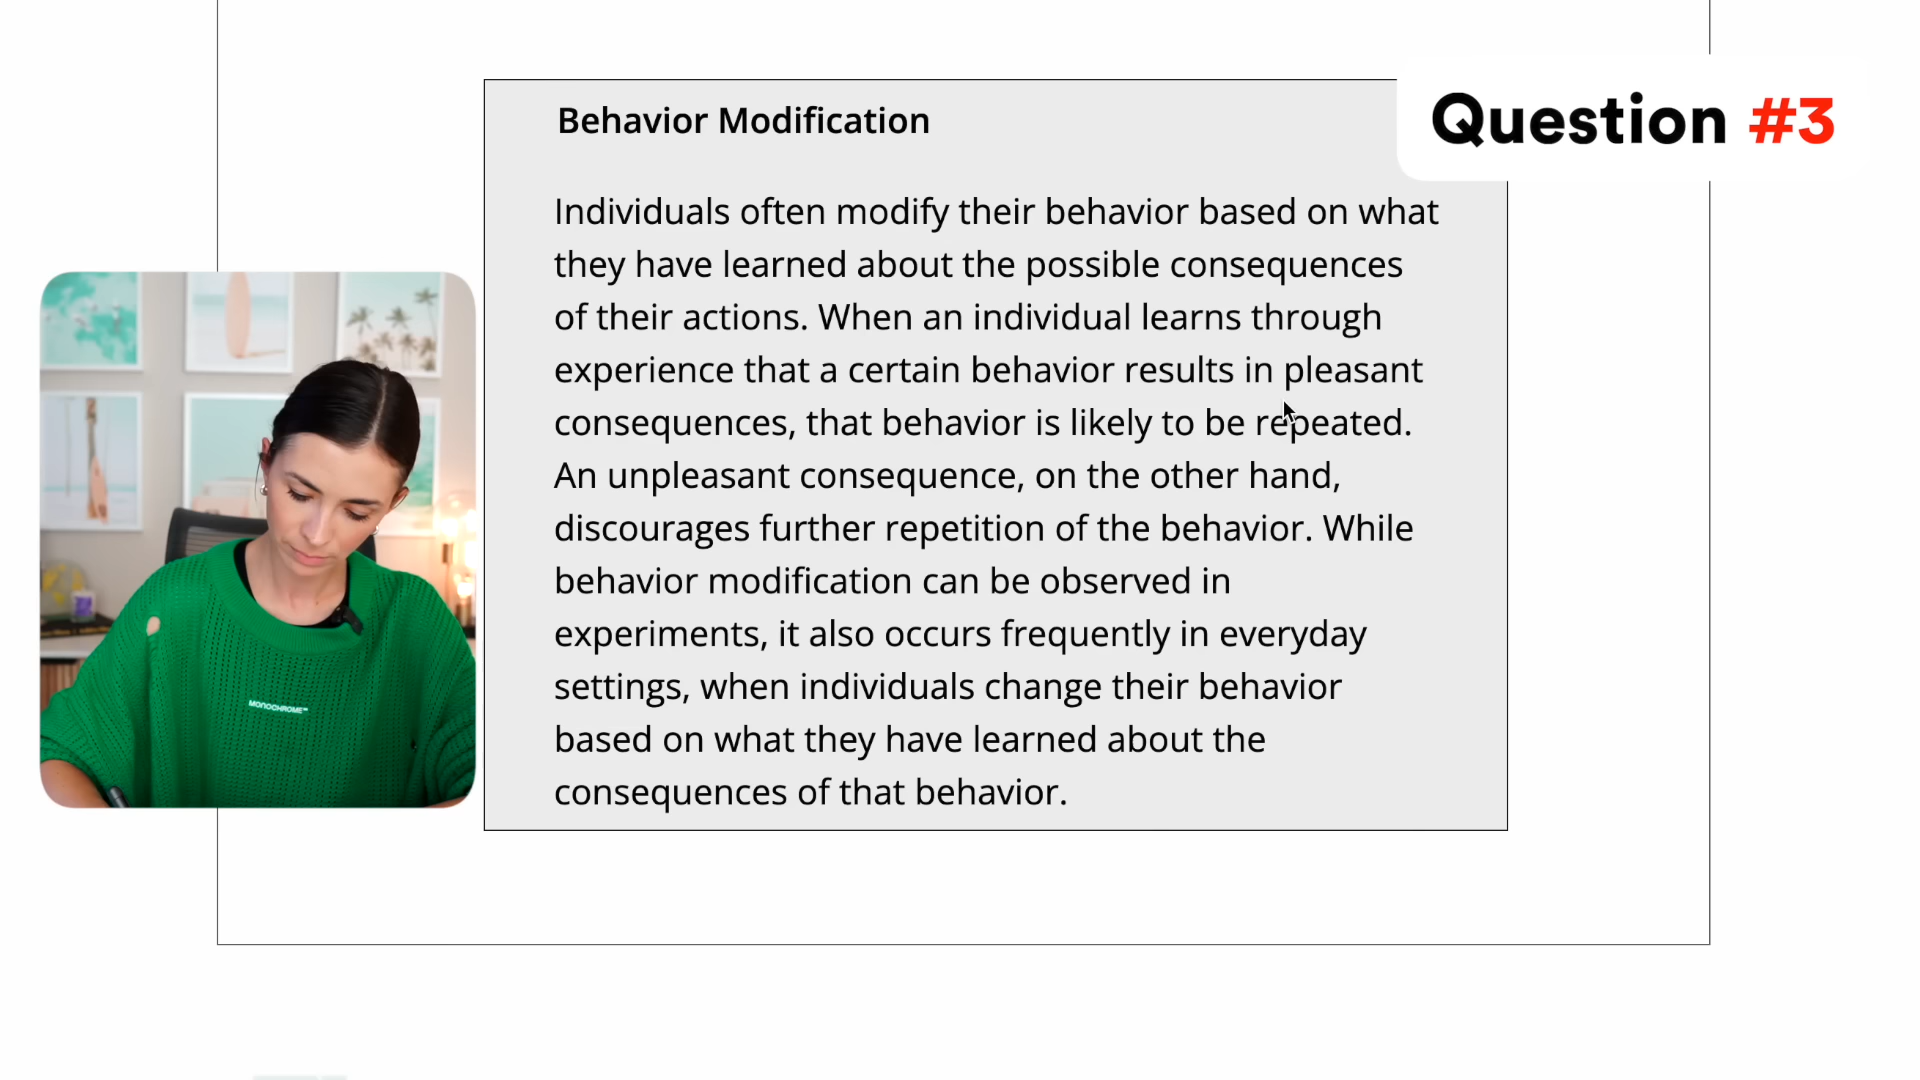 Question #3
Behavior Modification
Individuals often modify their behavior based on what
they have learned about the possible consequences
of their actions. When an individual learns through
experience that a certain behavior results in pleasant
consequences, that behavior is likely to be repeated.
An unpleasant consequence, on the other hand,
discourages further repetition of the behavior. While
behavior modification can be observed in
experiments, it also occurs frequently in everyday
settings, when individuals change their behavior
based on what they have learned about the
consequences of that behavior.
MONOCHROME